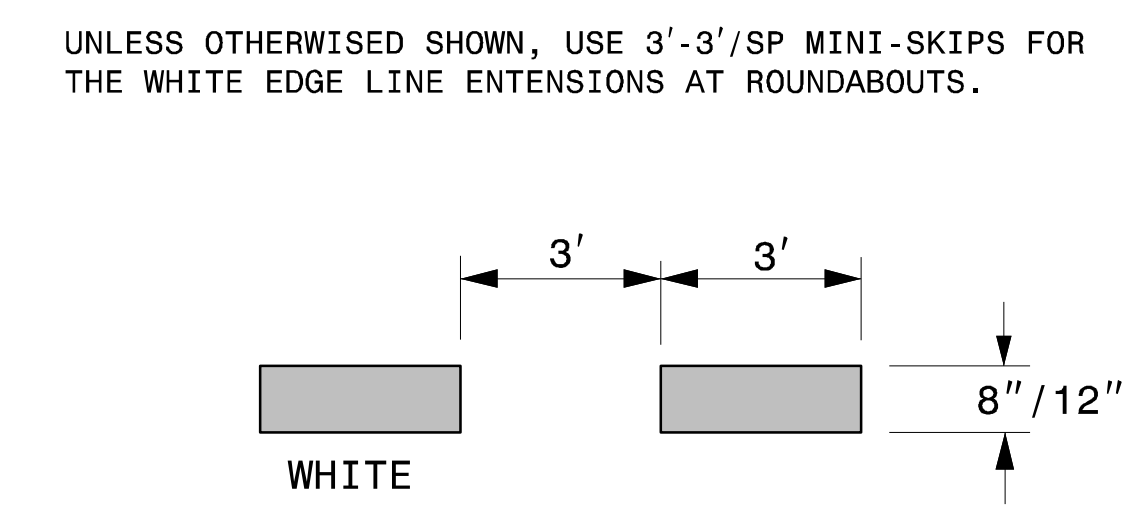 UNLESS OTHERWISED SHOWN, USE 3'-3'/SP MINI-SKIPS FOR
THE WHITE EDGE LINE ENTENSIONS AT ROUNDABOUTS.
3' 3'
8"/12"
WHITE